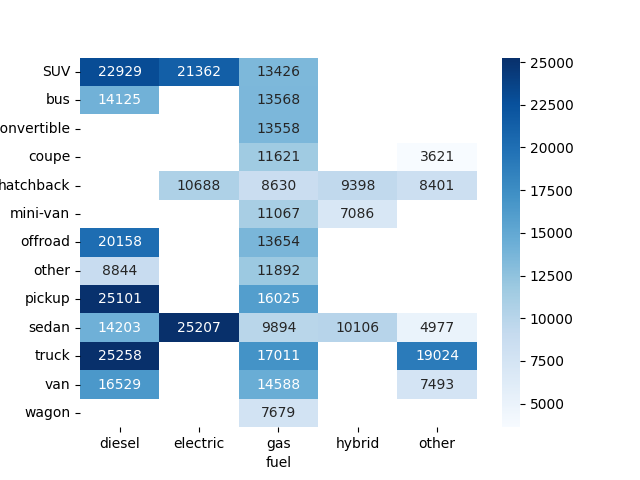 SUV 22929 21362 13426
bus 14125 13568
onvertible 13558
coupe 11621 3621
hatchback 10688 8630 9398 8401
mini-van 11067 7086
offroad 20158 13654
other 8844 11892
pickup 25101 16025
sedan 14203 25207 9894 10106 4977
truck 25258 17011 19024
van 16529 14588 7493
wagon 7679
diesel electric gas hybrid other
fuel
25000
22500
20000
17500
15000
12500
10000
7500
5000